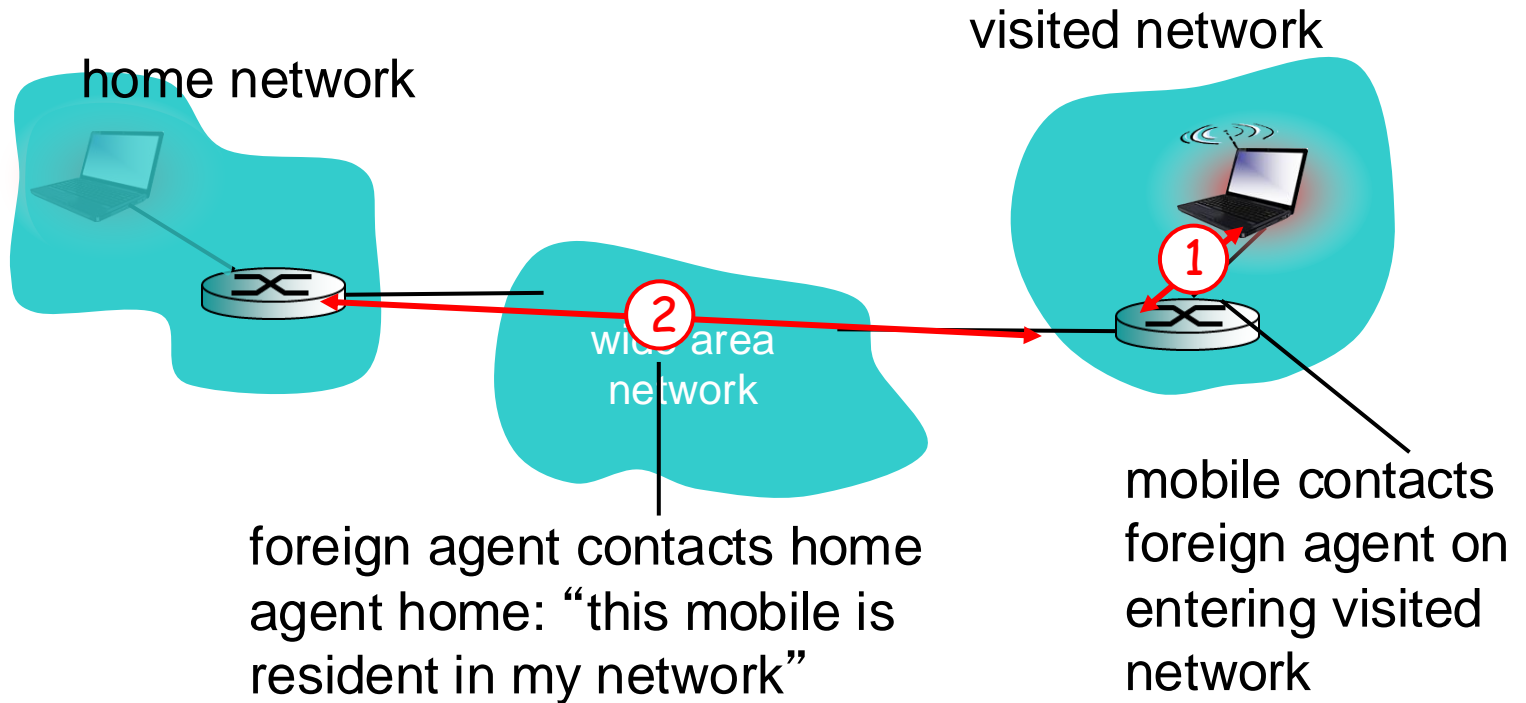 visited network
home network
1
2
wide area
network
mobile contacts
foreign agent on
entering visited
network
foreign agent contacts home
agent home: “this mobile is
resident in my network”